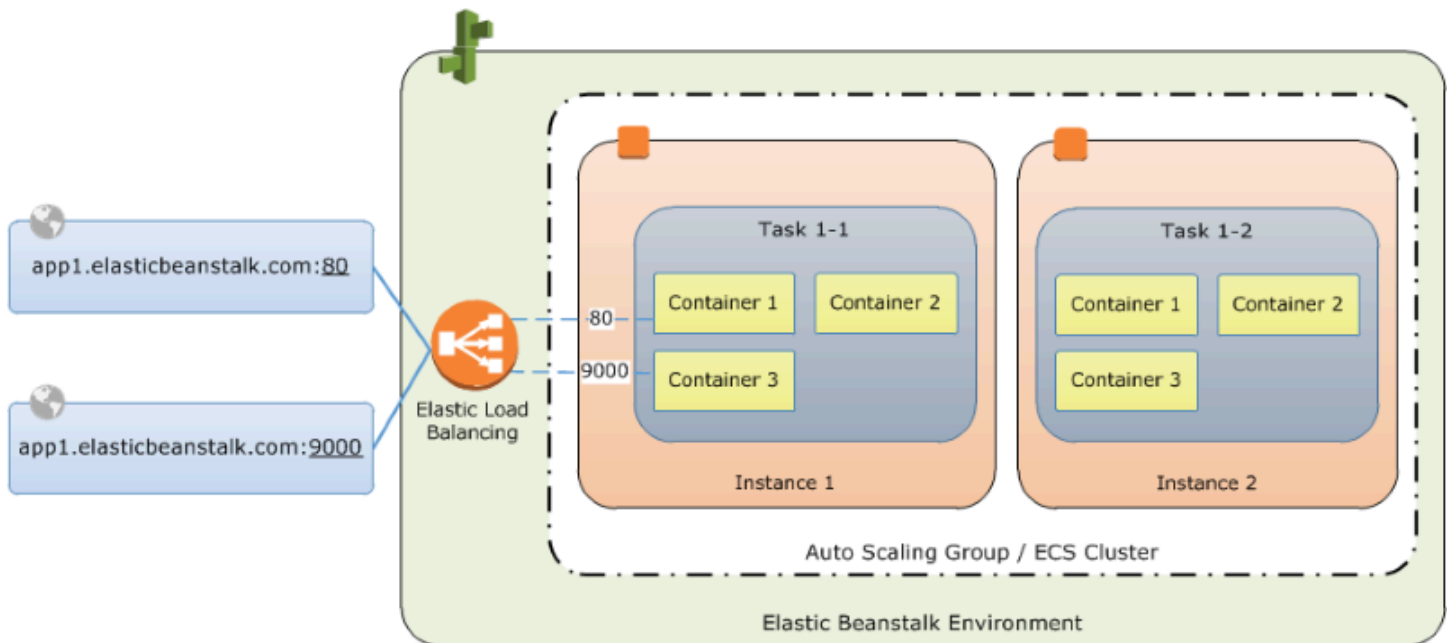 app1.elasticbeanstalk.com:80
app1.elasticbeanstalk.com:9000
Elastic Load
Balancing
80
9000
Task 1-1
Container 1
Container 2
Container 3
Instance 1
Task 1-2
Container 1
Container 2
Container 3
Instance 2
Auto Scaling Group / ECS Cluster
Elastic Beanstalk Environment